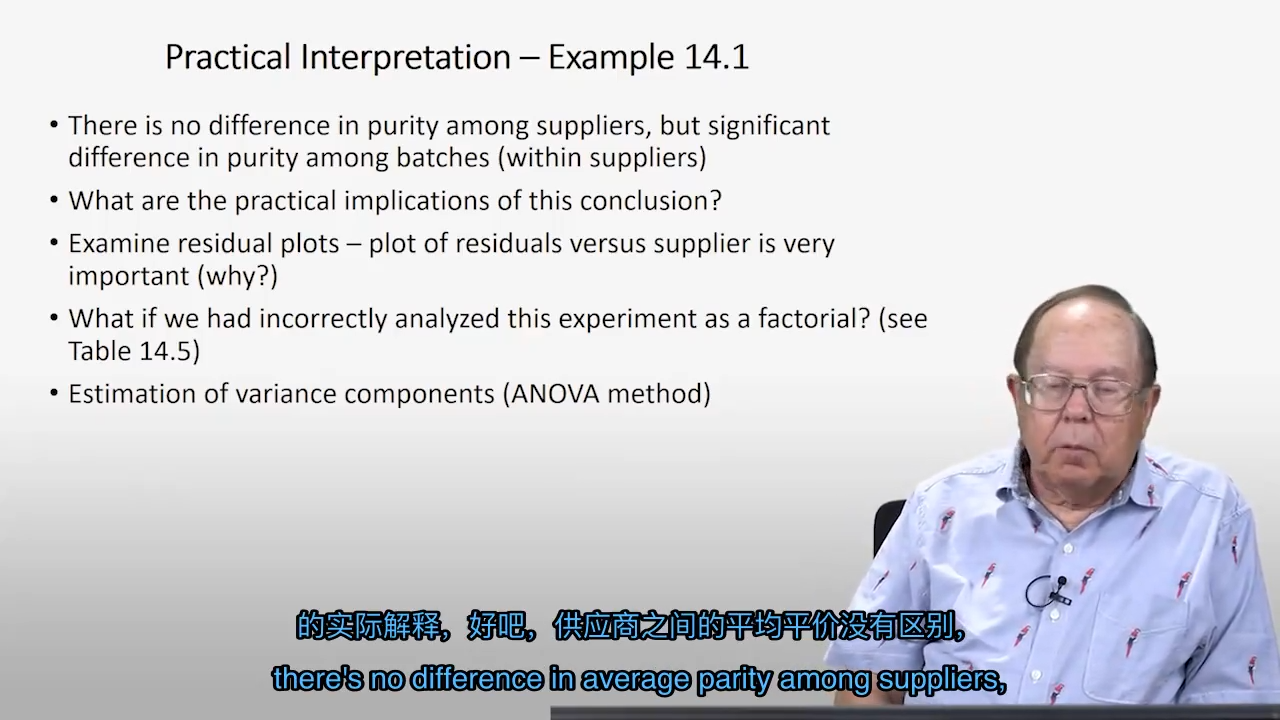 Practical Interpretation – Example 14.1
• There is no difference in purity among suppliers, but significant
difference in purity among batches (within suppliers)
• What are the practical implications of this conclusion?
• Examine residual plots – plot of residuals versus supplier is very
important (why?)
• What if we had incorrectly analyzed this experiment as a factorial? (see
Table 14.5)
• Estimation of variance components (ANOVA method)
的实际解释，好吧，供应商之间的平均平价没有区别，
there's no difference in average parity among suppliers,